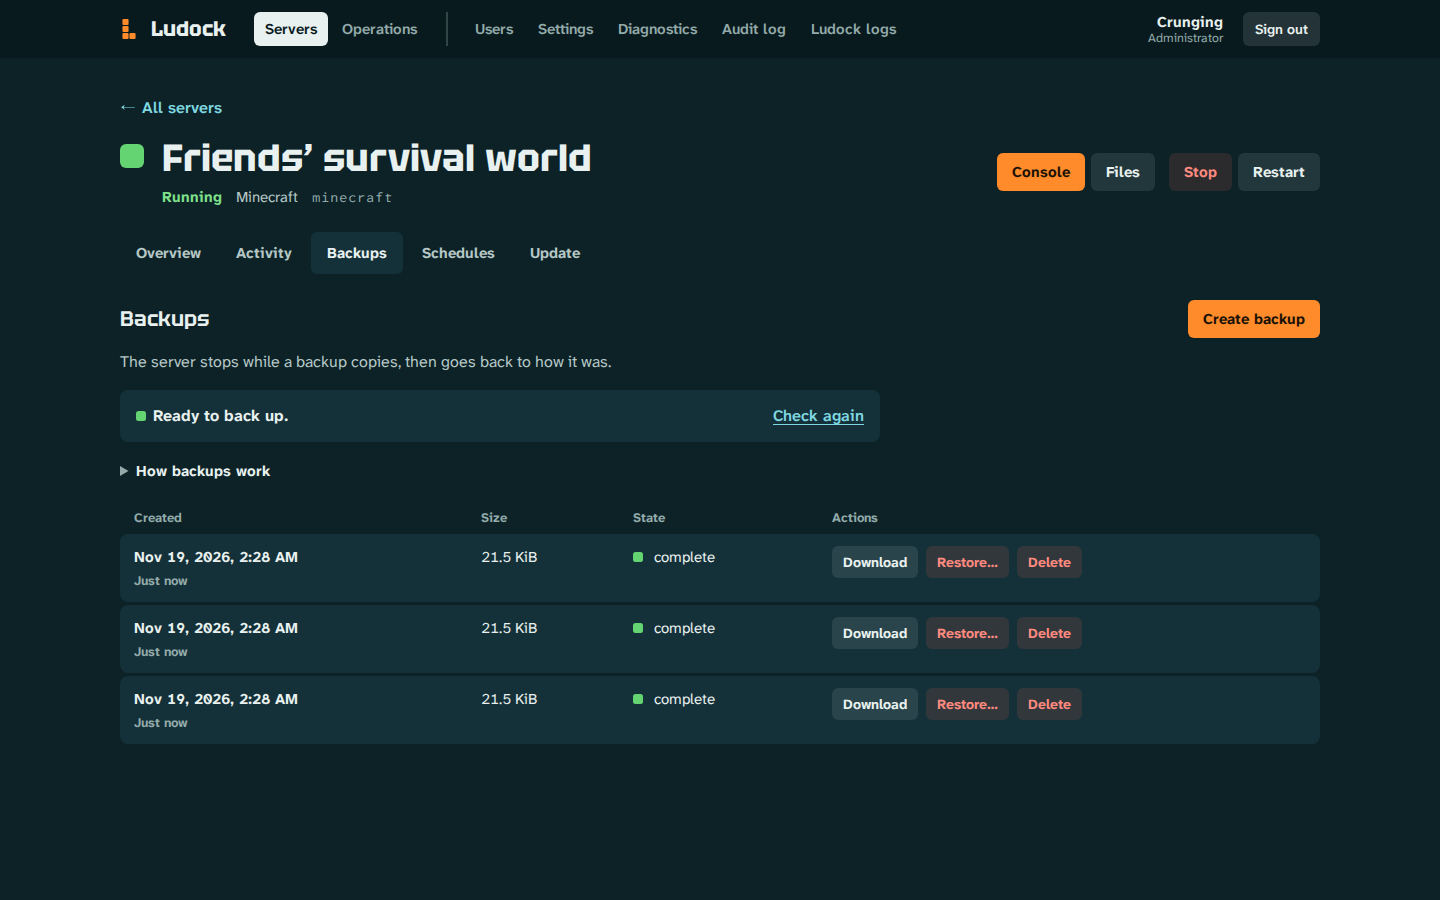 Ludock Servers Operations Users Settings Diagnostics Audit log Ludock logs Crunging Sign out
Administrator
← All servers
Friends’ survival world
Running Minecraft minecraft
Console Files Stop Restart
Overview Activity Backups Schedules Update
Backups
Create backup
The server stops while a backup copies, then goes back to how it was.
Ready to back up. Check again
How backups work
Created Size State Actions
Nov 19, 2026, 2:28 AM 21.5 KiB complete Download Restore... Delete
Just now
Nov 19, 2026, 2:28 AM 21.5 KiB complete Download Restore... Delete
Just now
Nov 19, 2026, 2:28 AM 21.5 KiB complete Download Restore... Delete
Just now